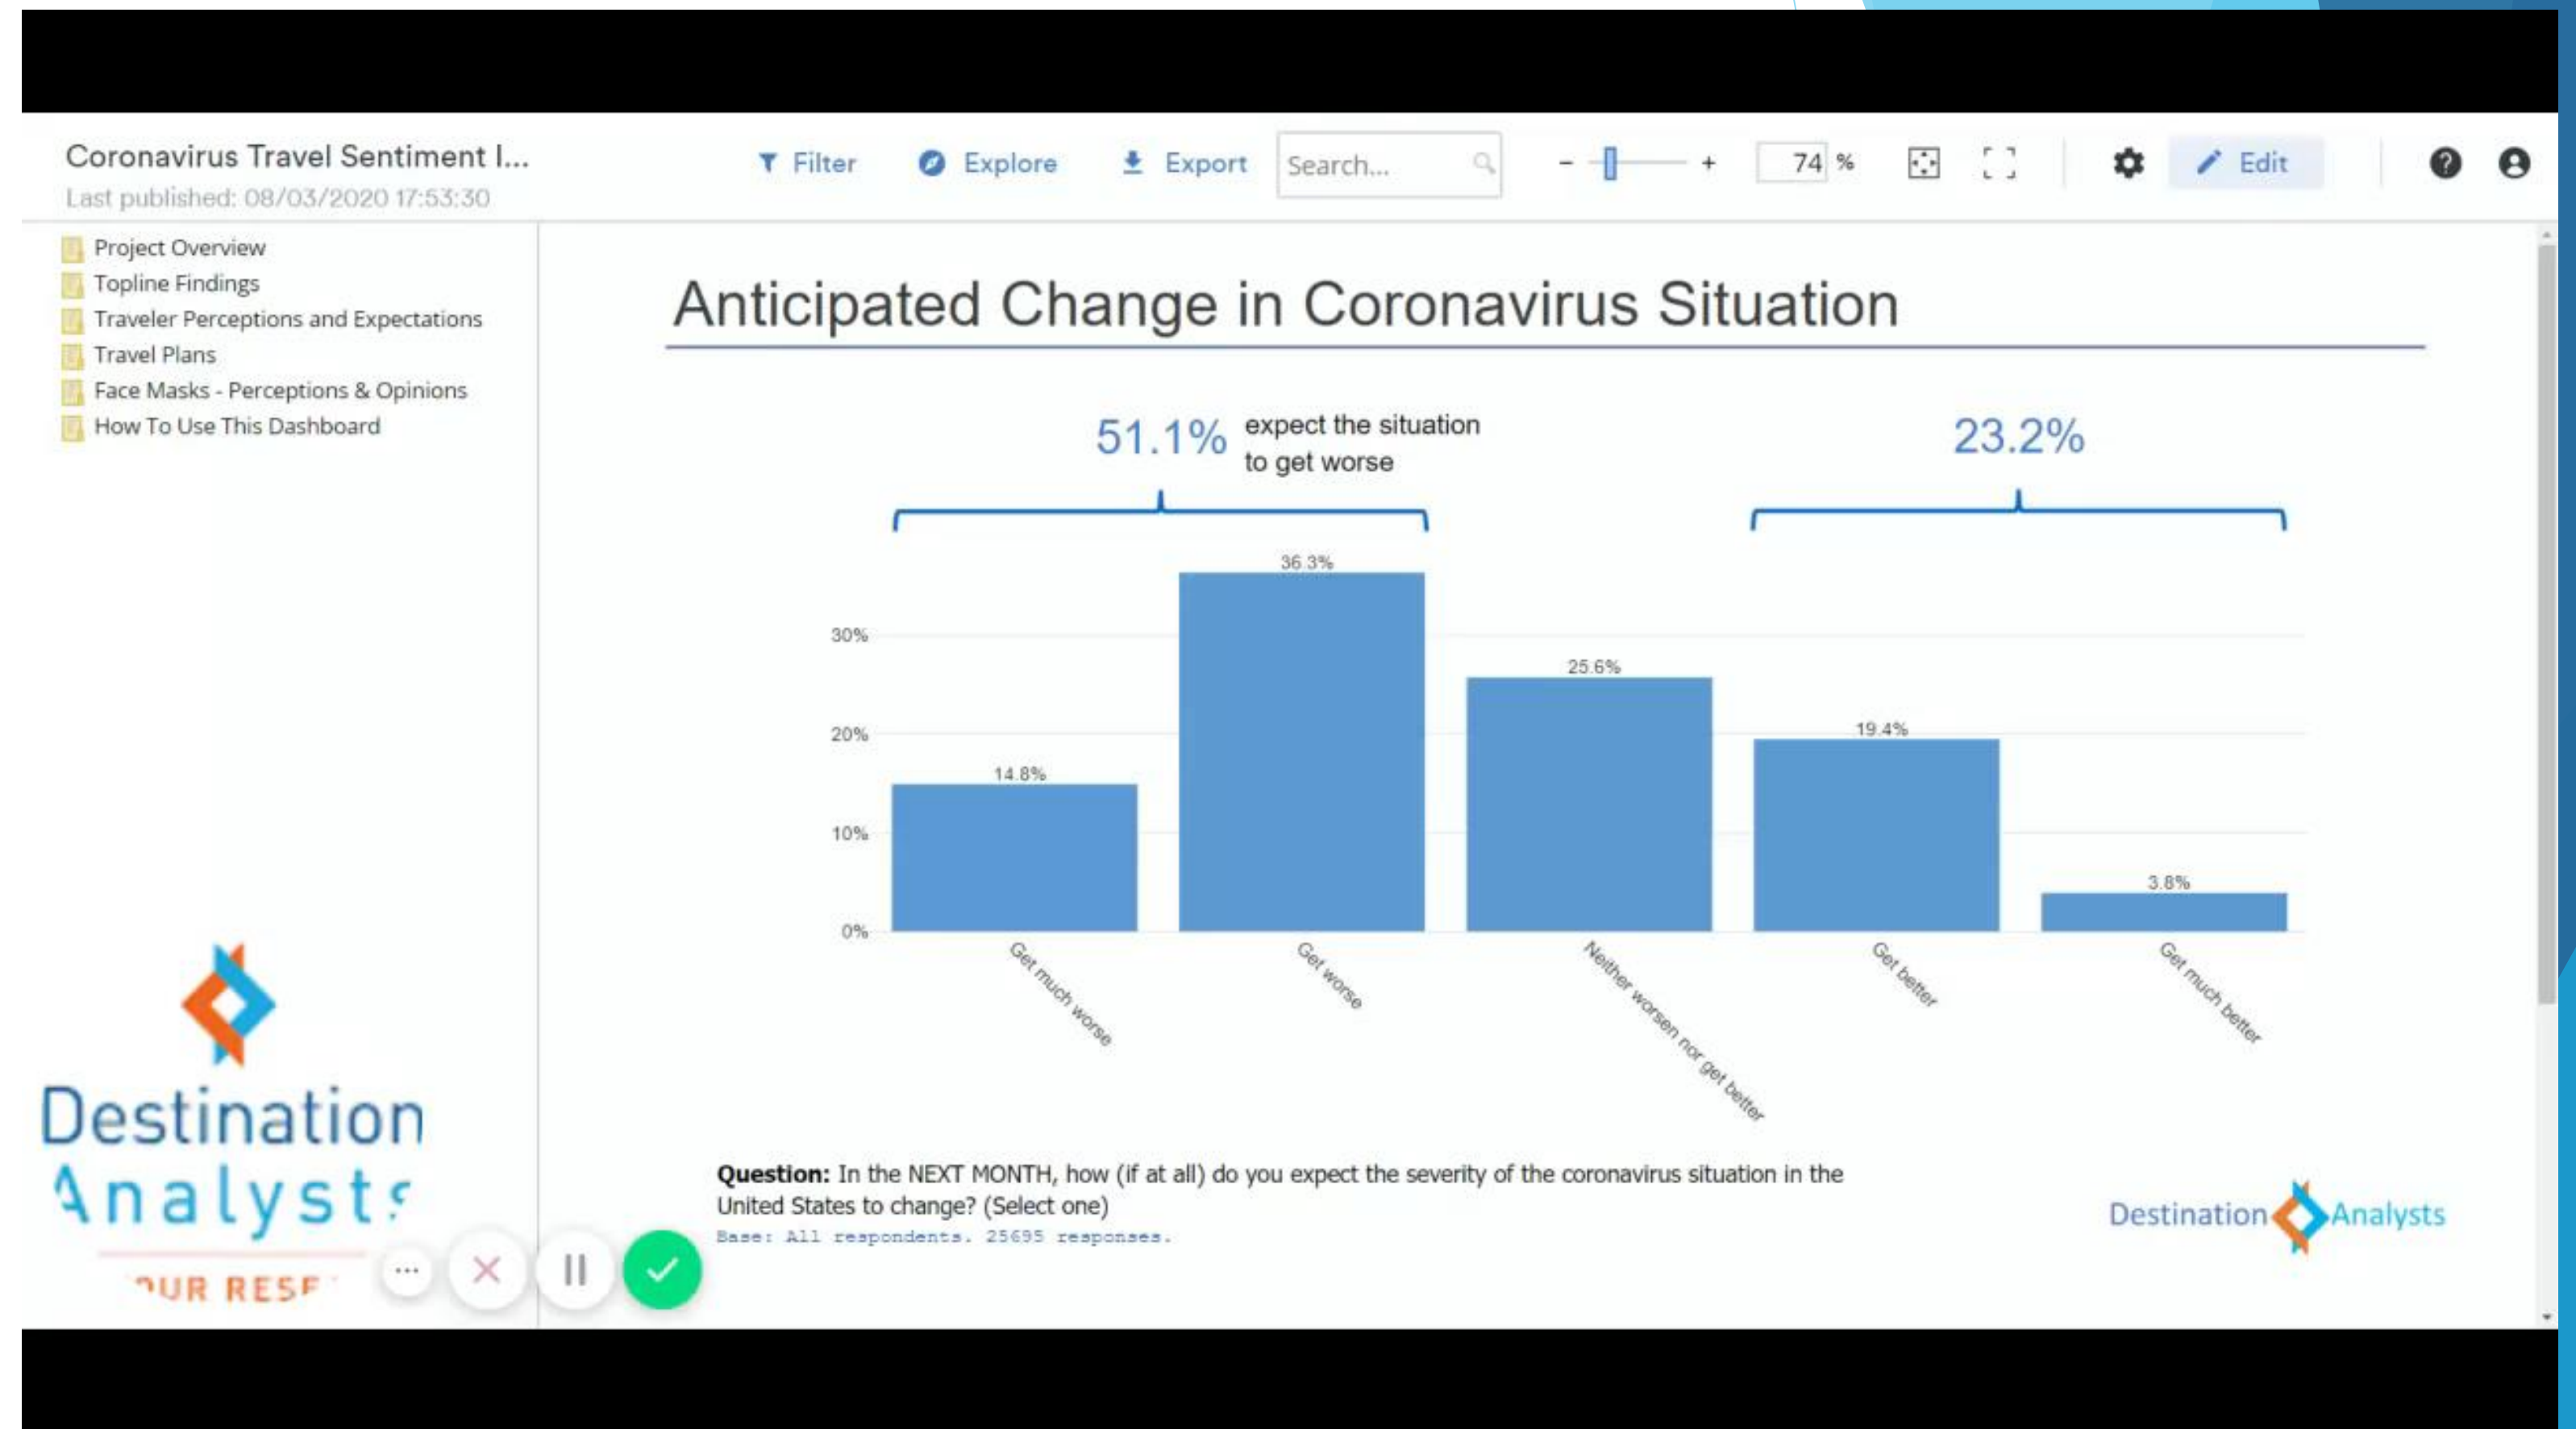 Coronavirus Travel Sentiment I...
Last published: 08/03/2020 17:53:30
Filter
Explore
Export
Search...
- +
74 %
Edit
Project Overview
Topline Findings
Traveler Perceptions and Expectations
Travel Plans
Face Masks - Perceptions & Opinions
How To Use This Dashboard
Anticipated Change in Coronavirus Situation
51.1% expect the situation
to get worse
23.2%
36.3%
30%
25.6%
20%
19.4%
14.8%
10%
3.8%
0%
Get much worse
Get worse
Neither worsen nor get better
Get better
Get much better
Question: In the NEXT MONTH, how (if at all) do you expect the severity of the coronavirus situation in the
United States to change? (Select one)
Base: All respondents. 25695 responses.
Destination Analysts
Destination
Analysts
OUR RESE